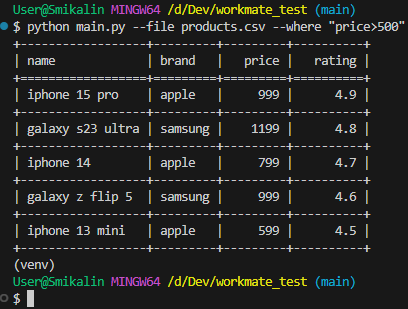 User@Smikalin MINGW64 /d/Dev/workmate_test (main)
$ python main.py --file products.csv --where "price>500"
+------------------+---------+---------+----------+
| name             | brand   |   price |   rating |
+==================+=========+=========+==========+
| iphone 15 pro    | apple   |     999 |      4.9 |
+------------------+---------+---------+----------+
| galaxy s23 ultra | samsung |    1199 |      4.8 |
+------------------+---------+---------+----------+
| iphone 14        | apple   |     799 |      4.7 |
+------------------+---------+---------+----------+
| galaxy z flip 5  | samsung |     999 |      4.6 |
+------------------+---------+---------+----------+
| iphone 13 mini   | apple   |     599 |      4.5 |
+------------------+---------+---------+----------+
(venv)
User@Smikalin MINGW64 /d/Dev/workmate_test (main)
$